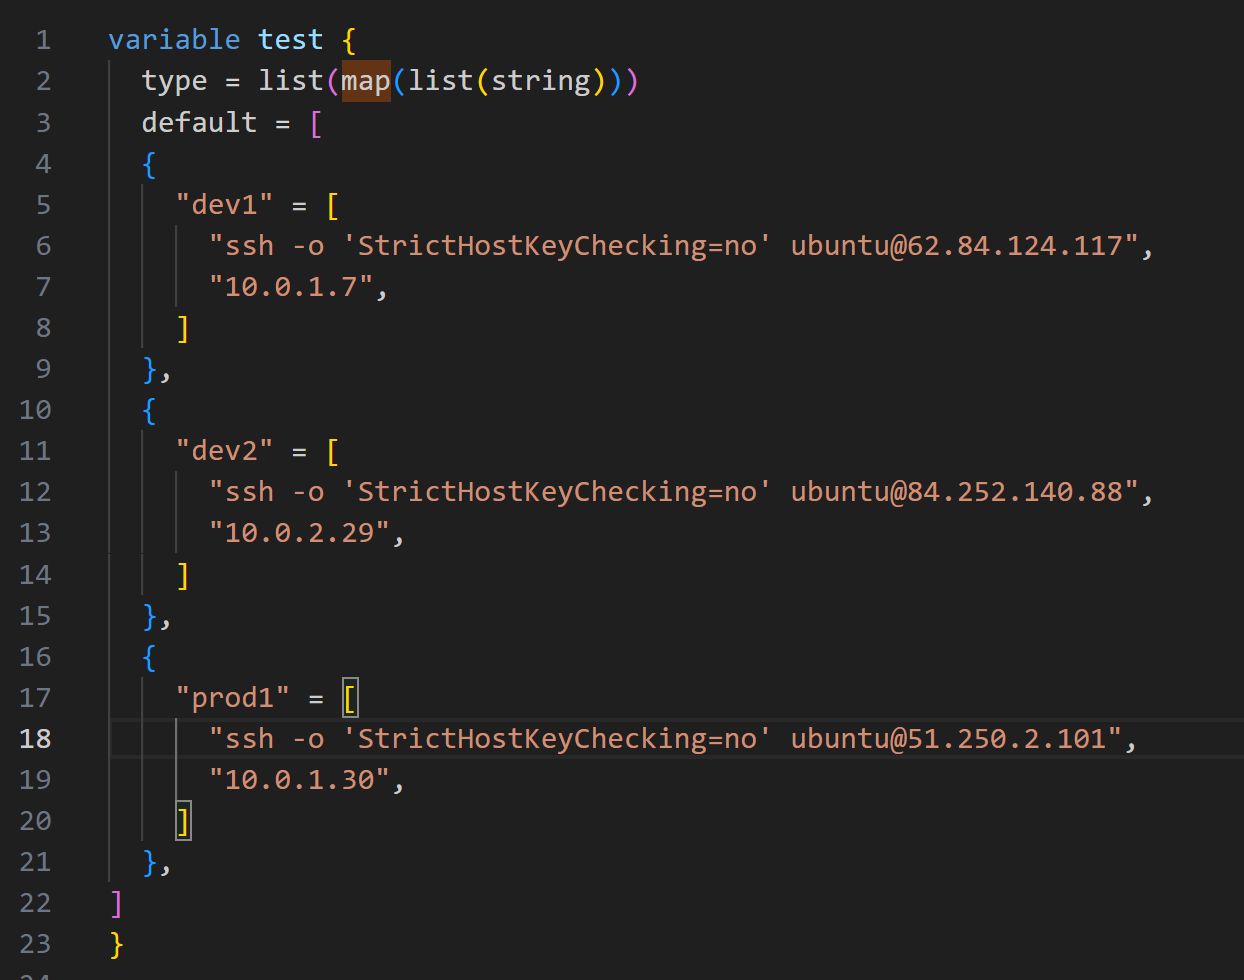 1 variable test {
2 type = list(map(list(string)))
3 default = [
4 {
5 "dev1" = [
6 "ssh -o 'StrictHostKeyChecking=no' ubuntu@62.84.124.117",
7 "10.0.1.7",
8 ]
9 },
10 {
11 "dev2" = [
12 "ssh -o 'StrictHostKeyChecking=no' ubuntu@84.252.140.88",
13 "10.0.2.29",
14 ]
15 },
16 {
17 "prod1" = [
18 "ssh -o 'StrictHostKeyChecking=no' ubuntu@51.250.2.101",
19 "10.0.1.30",
20 ]
21 },
22 ]
23 }